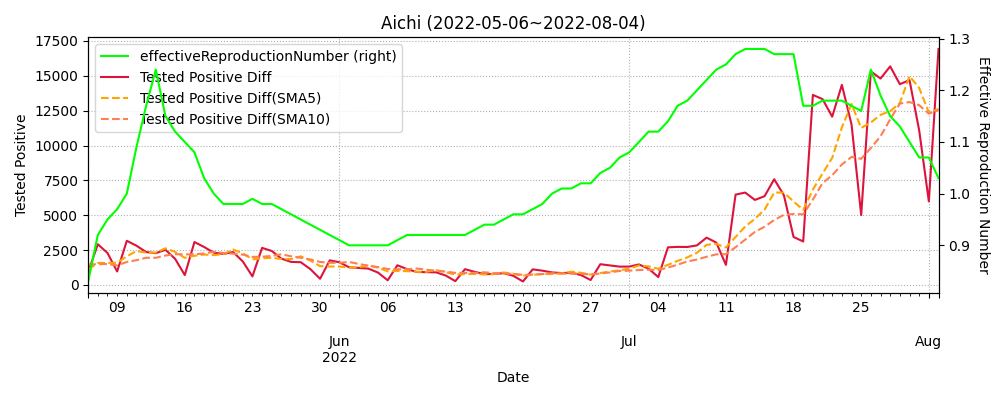 Aichi (2022-05-06~2022-08-04)
effectiveReproductionNumber (right)
Tested Positive Diff
Tested Positive Diff(SMA5)
Tested Positive Diff(SMA10)
17500
15000
12500
10000
7500
5000
2500
0
Tested Positive
1.3
1.2
1.1
1.0
0.9
Effective Reproduction Number
09 16 23 30 06 13 20 27 04 11 18 25
Jun Jul Aug
2022
Date